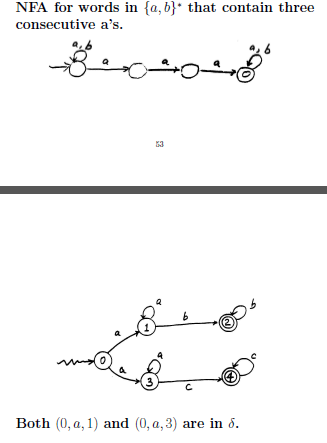 NFA for words in {a, b}* that contain three
consecutive a's.
a, b
a, b
a
a
a
53
a
b
a
b
1
2
0
a
a
c
3
4
c
Both (0, a, 1) and (0, a, 3) are in δ.